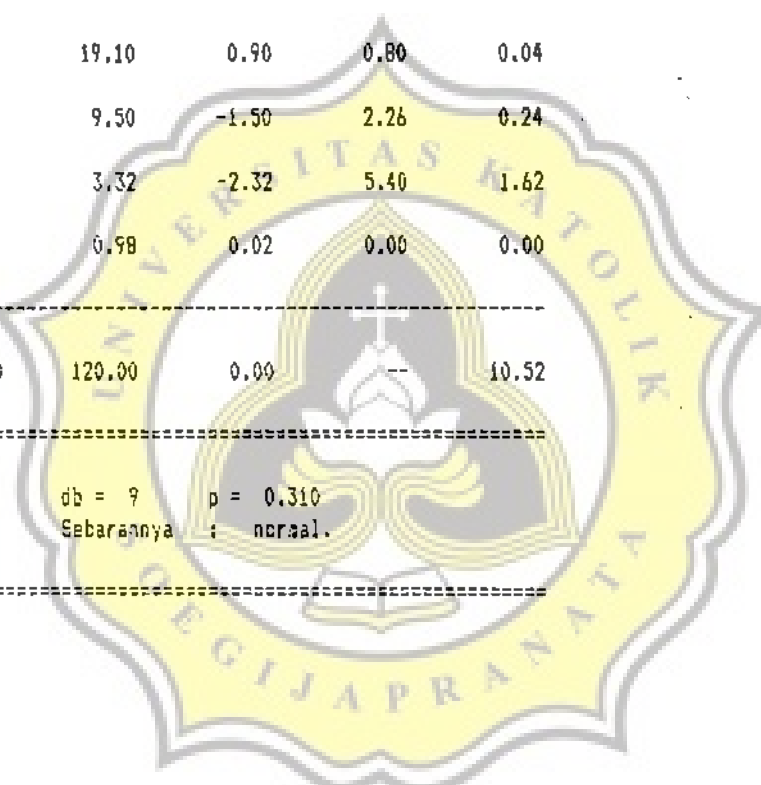 19.10 0.90 0.80 0.04
9.50 -1.50 2.26 0.24
3.32 -2.32 5.40 1.62
0.98 0.02 0.00 0.00
0 120.00 0.00 -- 10.52
db = 9 p = 0.310
Sebarannya : normal.
UNIVERSITAS KATOLIK
SOEGIJAPRANATA